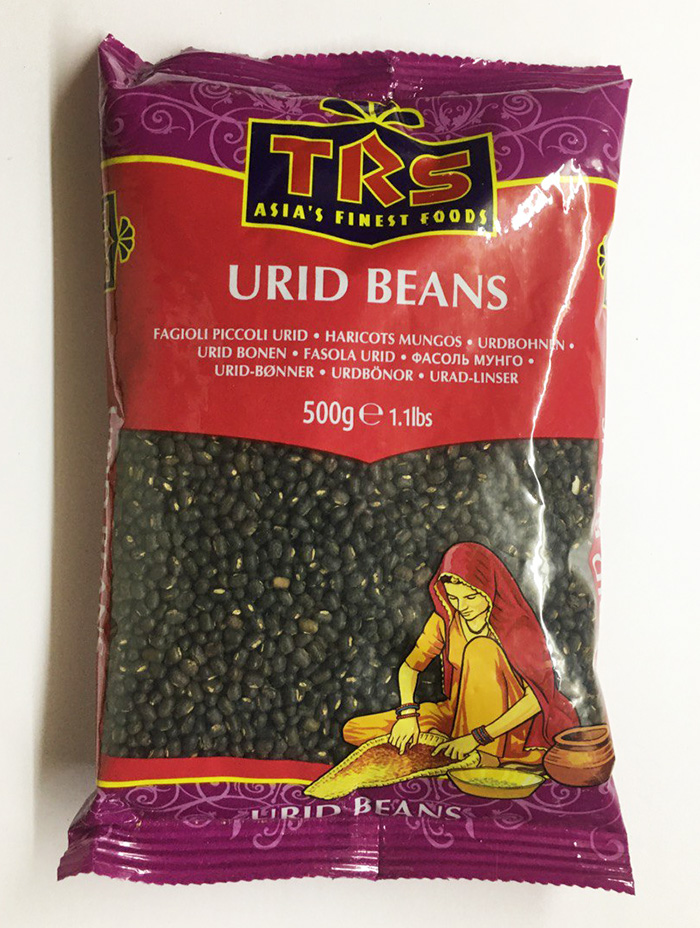 TRS
ASIA'S FINEST FOODS
URID BEANS
FAGIOLI PICCOLI URID • HARICOTS MUNGOS • URDBOHNEN •
URID BONEN • FASOLA URID • ФАСОЛЬ МУНГО •
URID-BØNNER • URDBÖNOR • URAD-LINSER
500g ℮ 1.1lbs
URID BEANS